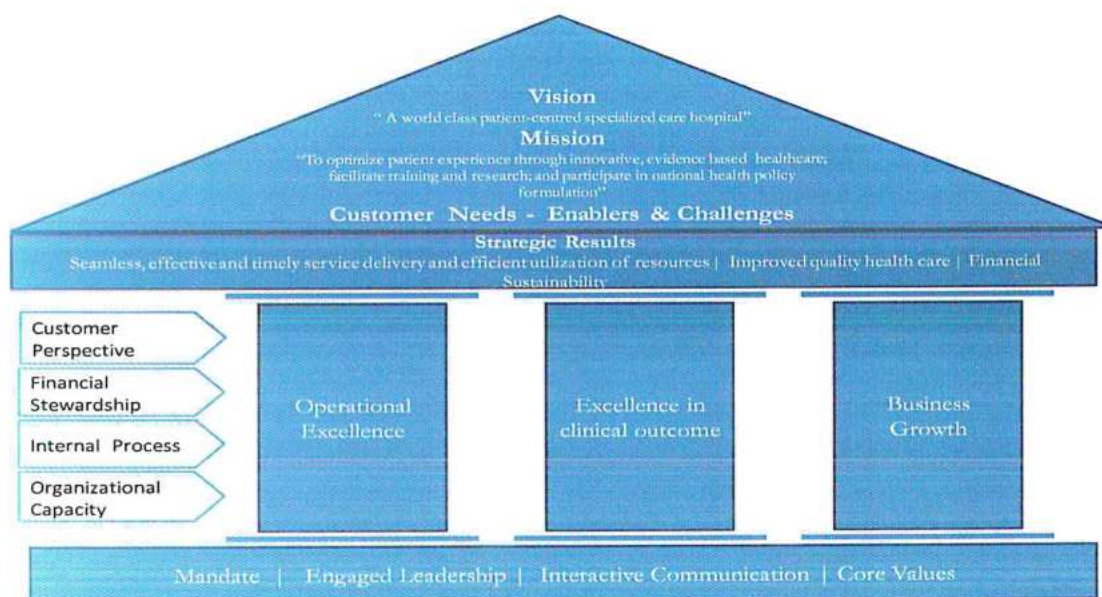 Vision
" A world class patient-centred specialized care hospital"
Mission
"To optimize patient experience through innovative, evidence based healthcare;
facilitate training and research; and participate in national health policy
formulation"
Customer Needs - Enablers & Challenges
Strategic Results
Seamless, effective and timely service delivery and efficient utilization of resources | Improved quality health care | Financial
Sustainability
Customer
Perspective
Financial
Stewardship
Internal Process
Organizational
Capacity
Operational
Excellence
Excellence in
clinical outcome
Business
Growth
Mandate | Engaged Leadership | Interactive Communication | Core Values